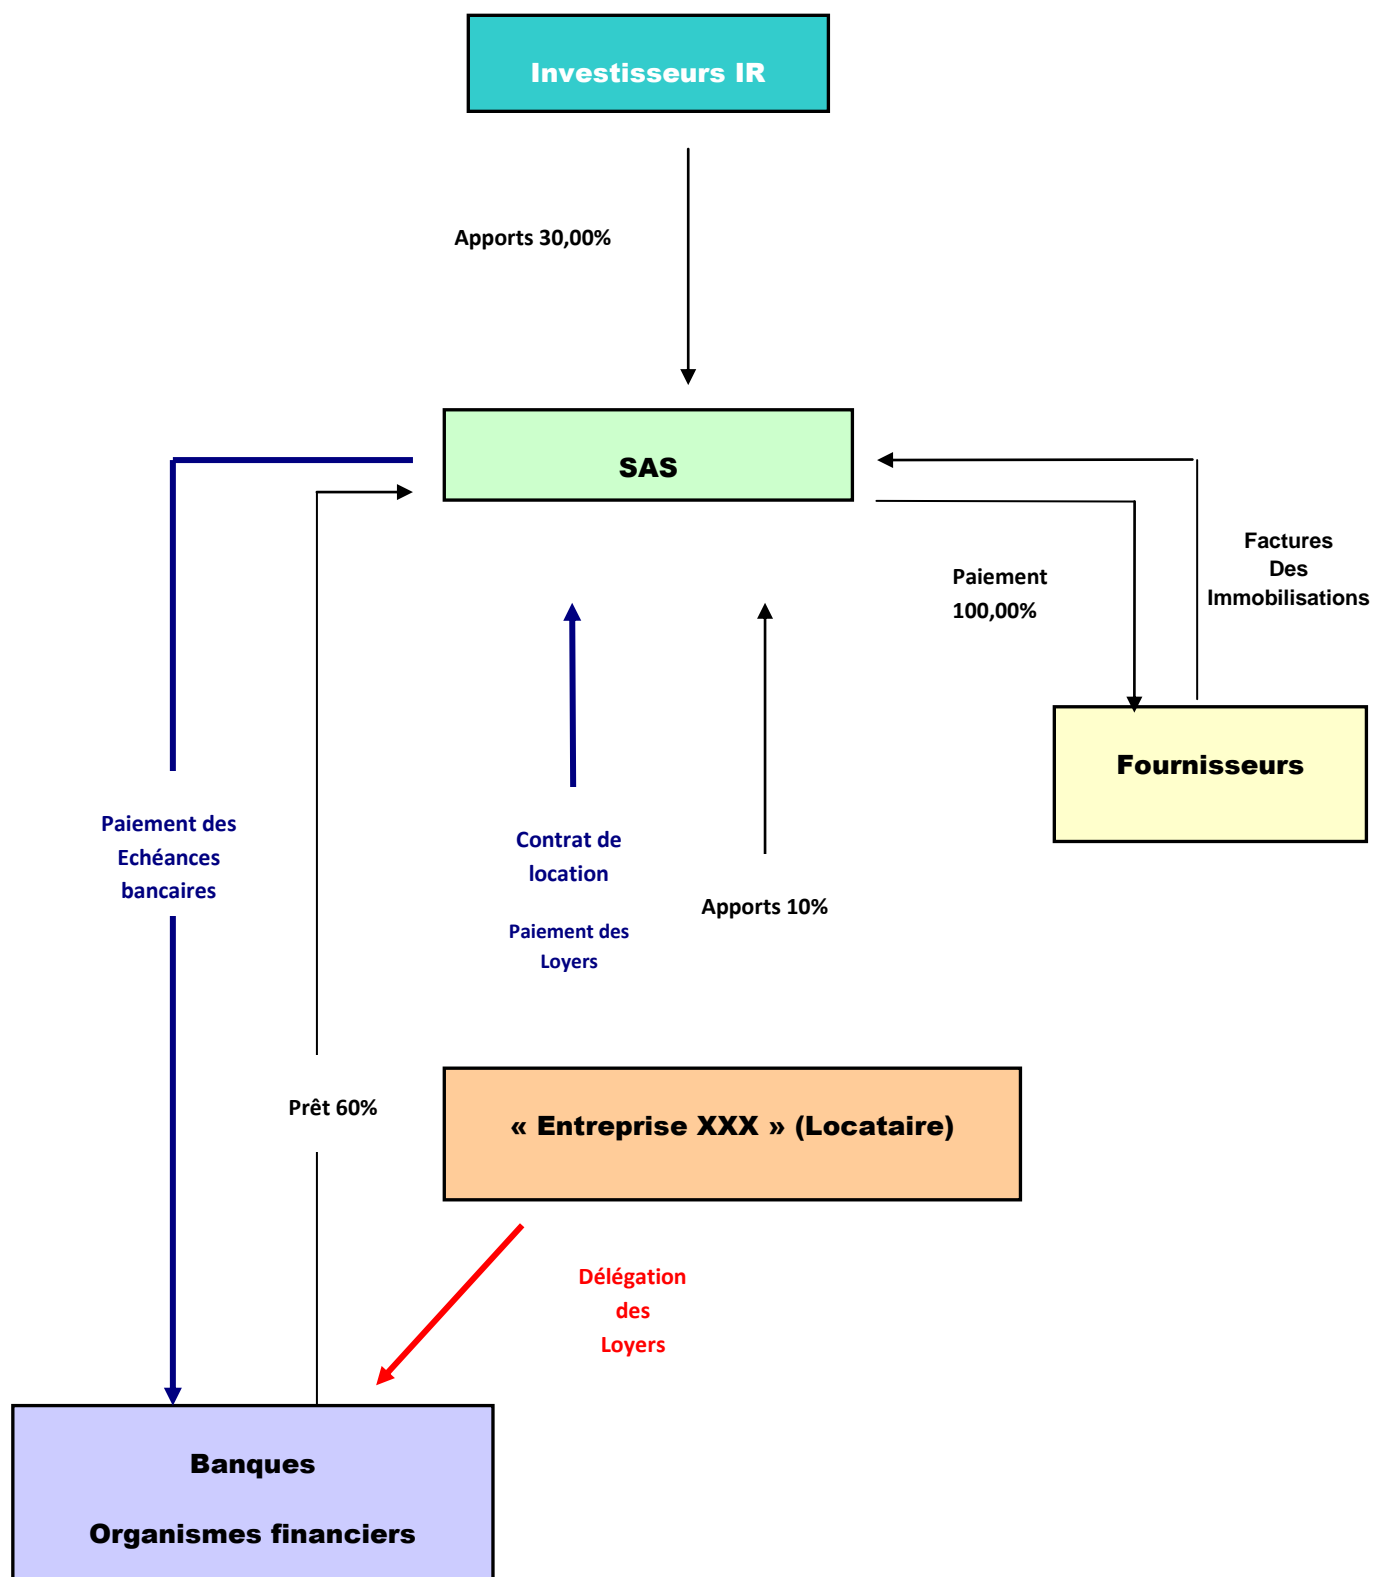 Investisseurs IR
Apports 30,00%
SAS
Factures
Des
Immobilisations
Paiement
100,00%
Fournisseurs
Paiement des
Echéances
bancaires
Contrat de
location
Paiement des
Loyers
Apports 10%
Prêt 60%
« Entreprise XXX » (Locataire)
Délégation
des
Loyers
Banques
Organismes financiers